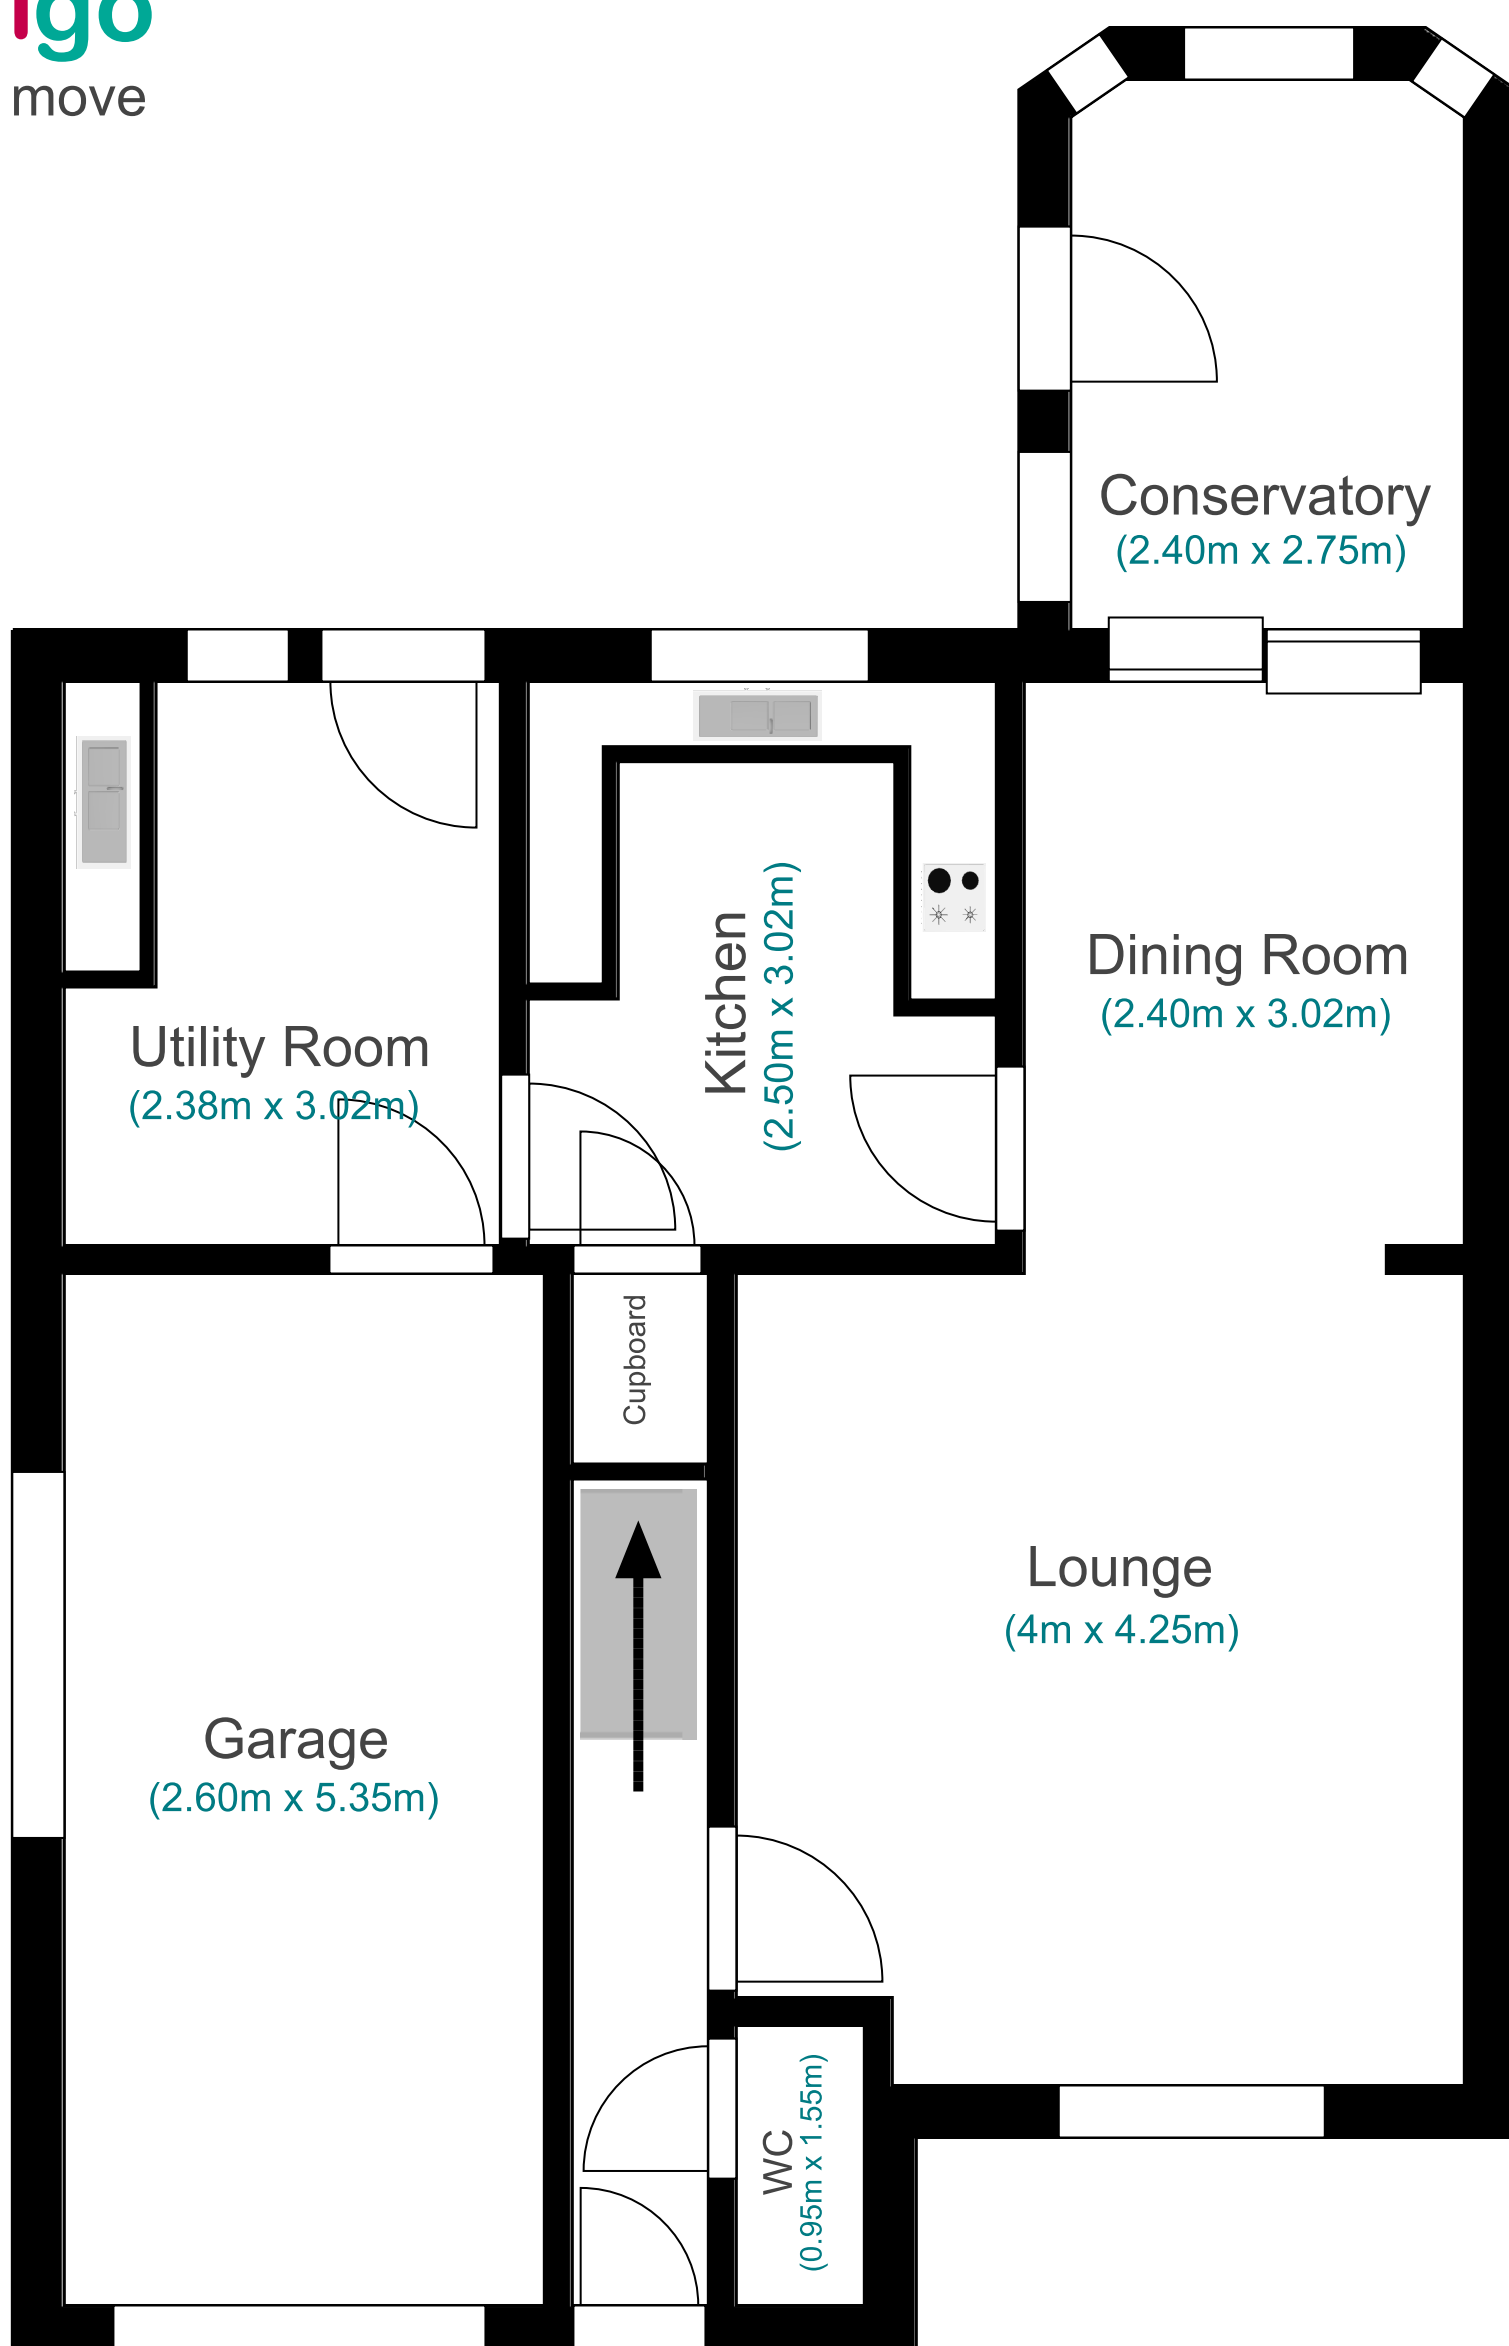 igo
move
Conservatory
(2.40m x 2.75m)
Dining Room
(2.40m x 3.02m)
Kitchen
(2.50m x 3.02m)
Utility Room
(2.38m x 3.02m)
Cupboard
Lounge
(4m x 4.25m)
Garage
(2.60m x 5.35m)
WC
(0.95m x 1.55m)